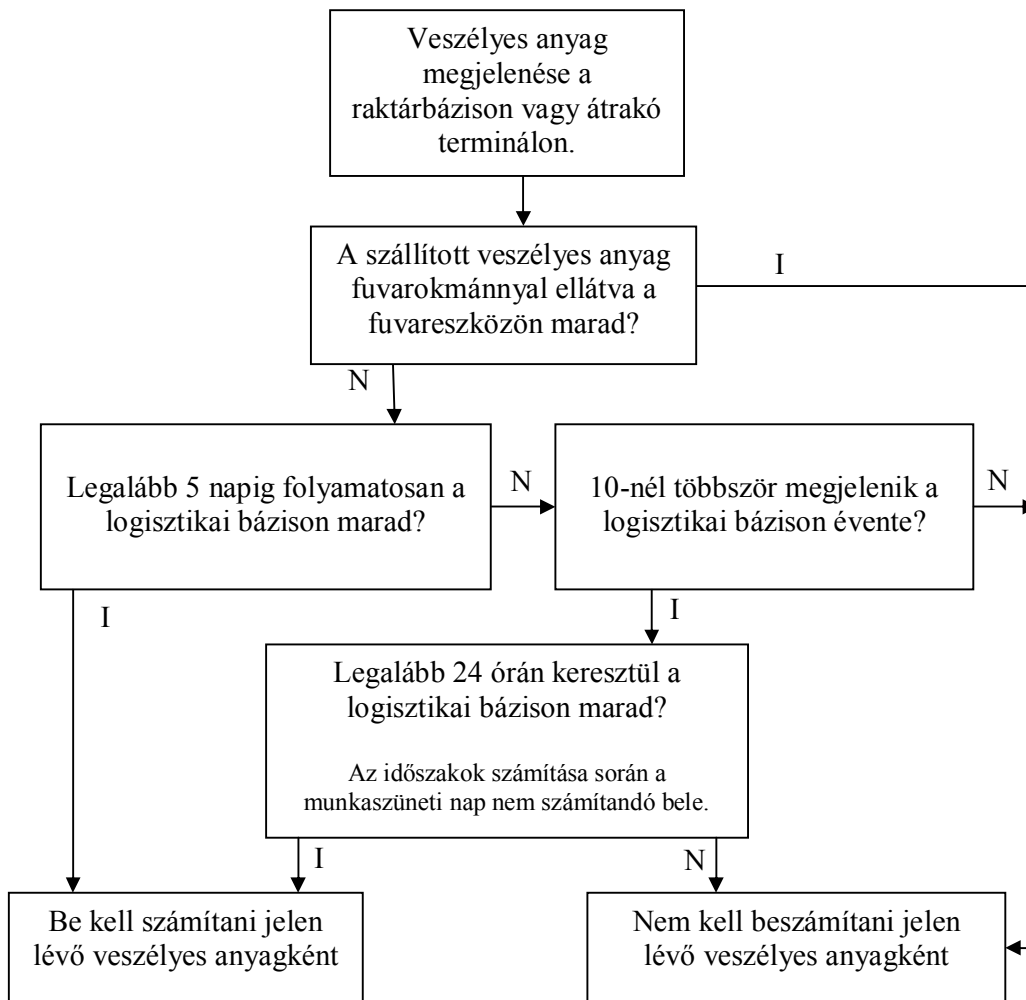 Veszélyes anyag
megjelenése a
raktárbázison vagy átrakó
terminálon.
A szállított veszélyes anyag
fuvarokmánnyal ellátva a
fuvareszközön marad?
I
N
Legalább 5 napig folyamatosan a
logisztikai bázison marad?
N
10-nél többször megjelenik a
logisztikai bázison évente?
N
I
I
Legalább 24 órán keresztül a
logisztikai bázison marad?
Az időszakok számítása során a
munkaszüneti nap nem számítandó bele.
I
N
Be kell számítani jelen
lévő veszélyes anyagként
Nem kell beszámítani jelen
lévő veszélyes anyagként